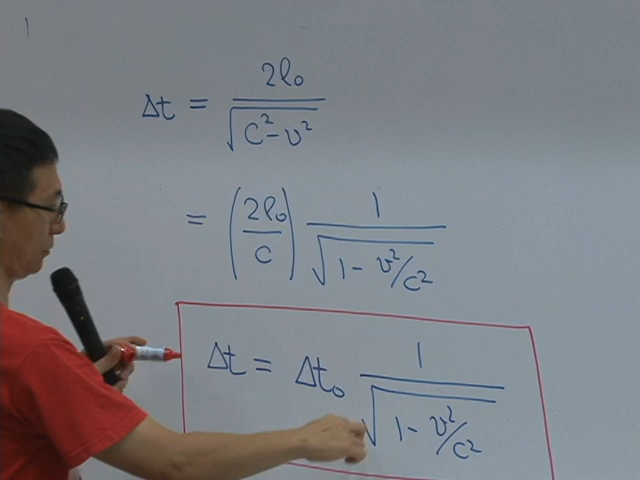 Δt = 2l₀ / √(C² − v²)
= (2l₀/c) 1 / √(1 − v²/c²)
Δt = Δt₀ 1 / √(1 − v²/c²)